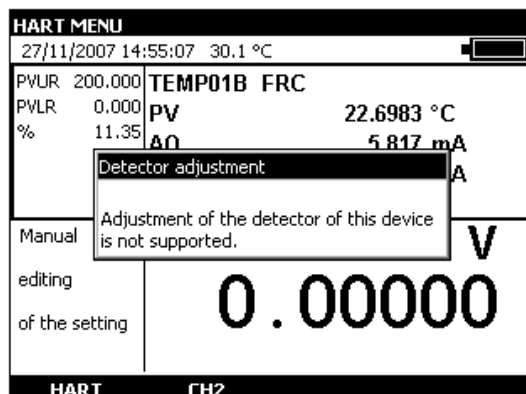 HART MENU
27/11/2007 14:55:07 30.1 °C
PVUR 200.000
PVLR 0.000
% 11.35
TEMP01B FRC
PV 22.6983 °C
AO 5.817 mA
A
Detector adjustment
Adjustment of the detector of this device
is not supported.
Manual
editing
of the setting
V
0.00000
HART CH2